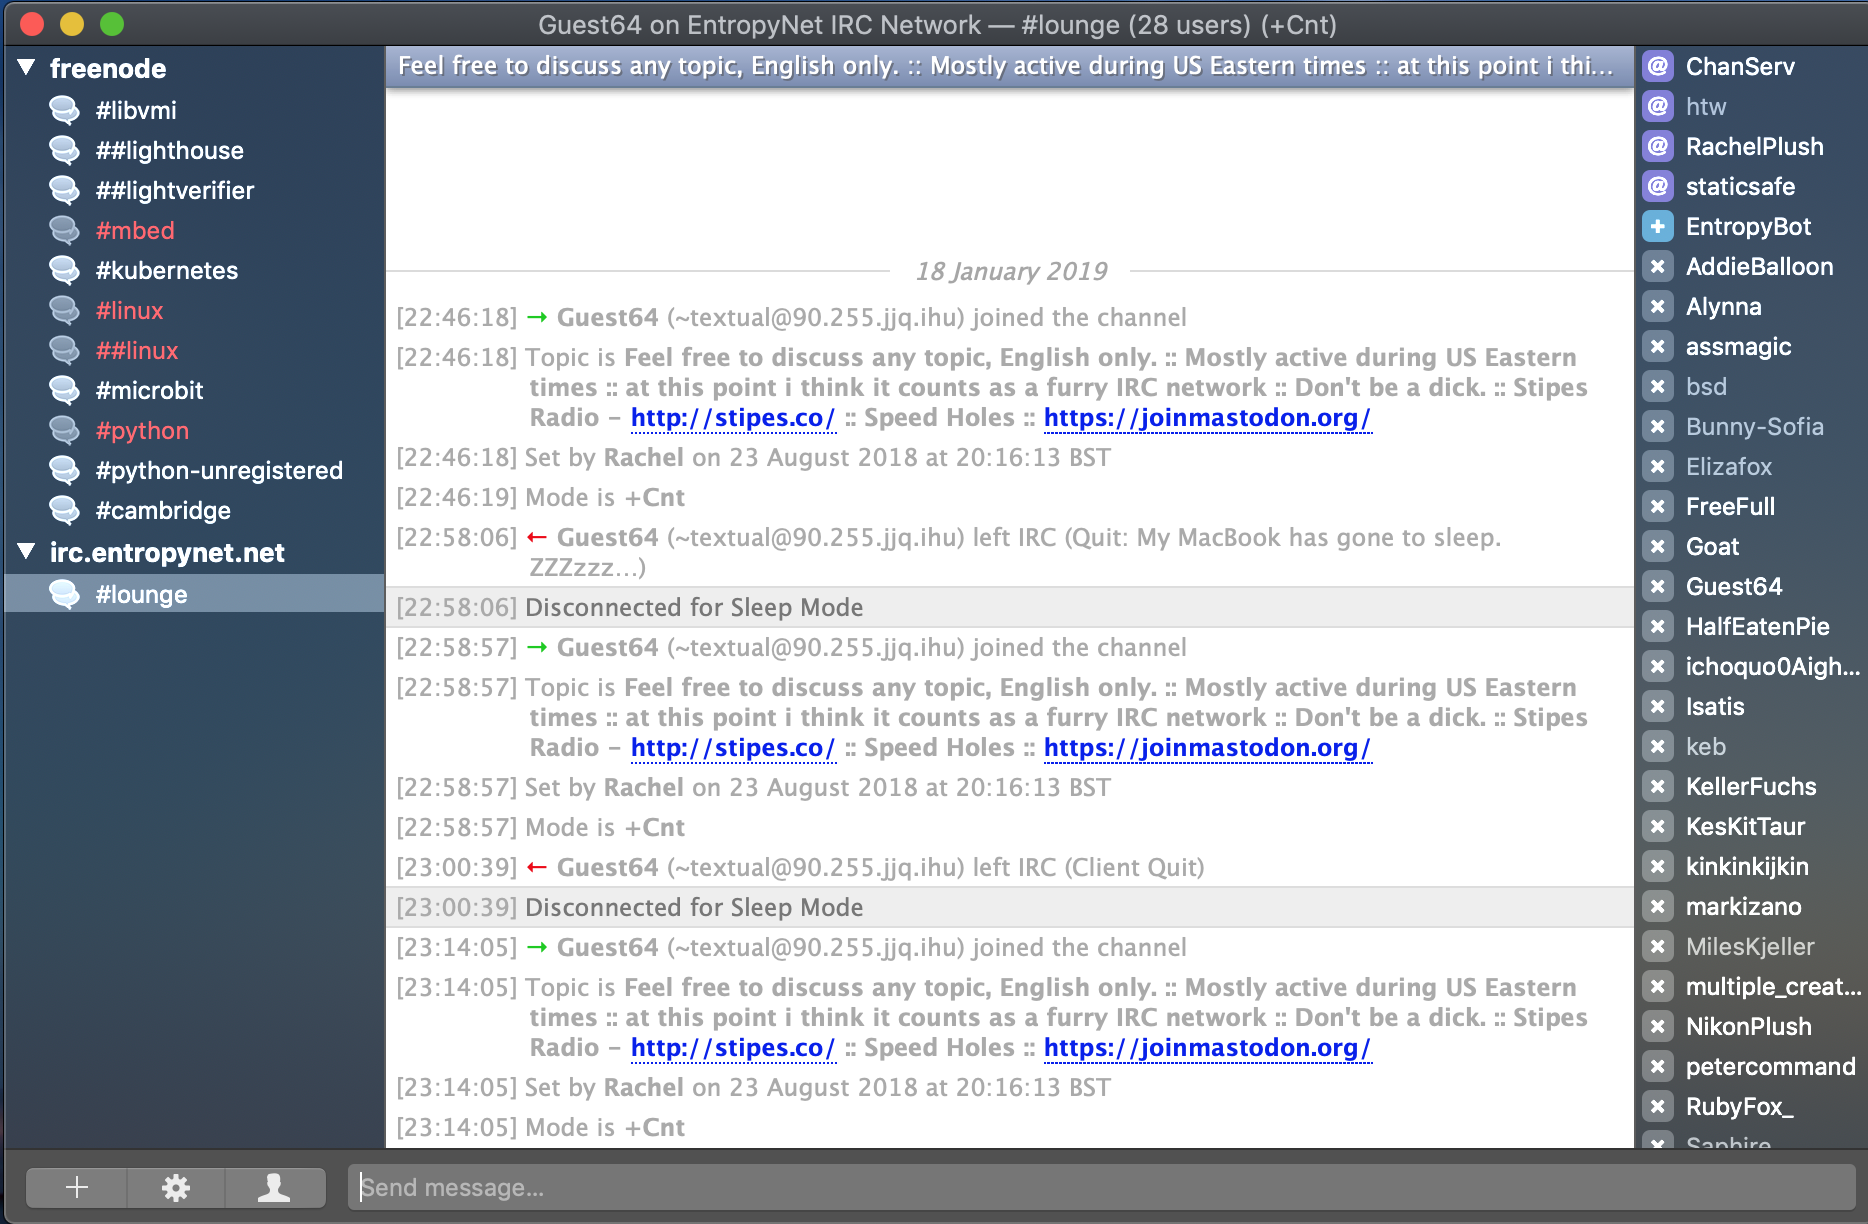 Guest64 on EntropyNet IRC Network — #lounge (28 users) (+Cnt)
freenode
#libvmi
##lighthouse
##lightverifier
#mbed
#kubernetes
#linux
##linux
#microbit
#python
#python-unregistered
#cambridge
irc.entropynet.net
#lounge
Feel free to discuss any topic, English only. :: Mostly active during US Eastern times :: at this point i thi...
18 January 2019
[22:46:18] → Guest64 (~textual@90.255.jjq.ihu) joined the channel
[22:46:18] Topic is Feel free to discuss any topic, English only. :: Mostly active during US Eastern
times :: at this point i think it counts as a furry IRC network :: Don't be a dick. :: Stipes
Radio – http://stipes.co/ :: Speed Holes :: https://joinmastodon.org/
[22:46:18] Set by Rachel on 23 August 2018 at 20:16:13 BST
[22:46:19] Mode is +Cnt
[22:58:06] ← Guest64 (~textual@90.255.jjq.ihu) left IRC (Quit: My MacBook has gone to sleep.
ZZZzzz…)
[22:58:06] Disconnected for Sleep Mode
[22:58:57] → Guest64 (~textual@90.255.jjq.ihu) joined the channel
[22:58:57] Topic is Feel free to discuss any topic, English only. :: Mostly active during US Eastern
times :: at this point i think it counts as a furry IRC network :: Don't be a dick. :: Stipes
Radio – http://stipes.co/ :: Speed Holes :: https://joinmastodon.org/
[22:58:57] Set by Rachel on 23 August 2018 at 20:16:13 BST
[22:58:57] Mode is +Cnt
[23:00:39] ← Guest64 (~textual@90.255.jjq.ihu) left IRC (Client Quit)
[23:00:39] Disconnected for Sleep Mode
[23:14:05] → Guest64 (~textual@90.255.jjq.ihu) joined the channel
[23:14:05] Topic is Feel free to discuss any topic, English only. :: Mostly active during US Eastern
times :: at this point i think it counts as a furry IRC network :: Don't be a dick. :: Stipes
Radio – http://stipes.co/ :: Speed Holes :: https://joinmastodon.org/
[23:14:05] Set by Rachel on 23 August 2018 at 20:16:13 BST
[23:14:05] Mode is +Cnt
@ ChanServ
@ htw
@ RachelPlush
@ staticsafe
+ EntropyBot
× AddieBalloon
× Alynna
× assmagic
× bsd
× Bunny-Sofia
× Elizafox
× FreeFull
× Goat
× Guest64
× HalfEatenPie
× ichoquo0Aigh...
× Isatis
× keb
× KellerFuchs
× KesKitTaur
× kinkinkijkin
× markizano
× MilesKjeller
× multiple_creat...
× NikonPlush
× petercommand
× RubyFox_
× Saphire
Send message...